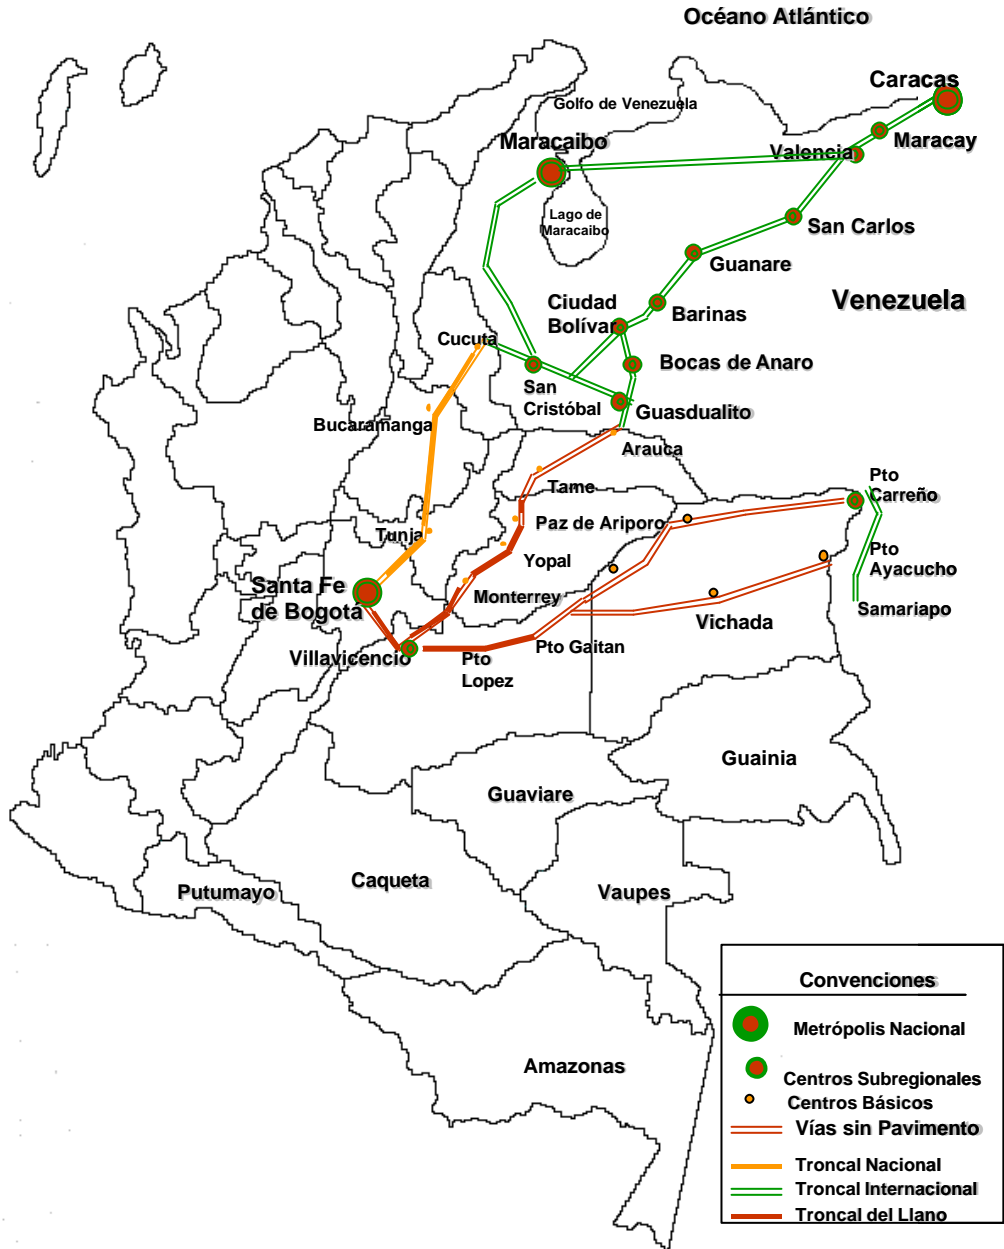 Océano Atlántico
Caracas
Golfo de Venezuela
Maracaibo
Maracay
Valencia
Lago de
Maracaibo
San Carlos
Guanare
Venezuela
Ciudad
Bolívar
Barinas
Cucuta
Bocas de Anaro
San
Cristóbal
Guasdualito
Bucaramanga
Arauca
Pto
Carreño
Tame
Paz de Ariporo
Tunja
Yopal
Pto
Ayacucho
Santa Fe
de Bogotá
Monterrey
Samariapo
Vichada
Villavicencio
Pto
Lopez
Pto Gaitan
Guainia
Guaviare
Caqueta
Putumayo
Vaupes
Amazonas
Convenciones
Metrópolis Nacional
Centros Subregionales
Centros Básicos
Vías sin Pavimento
Troncal Nacional
Troncal Internacional
Troncal del Llano